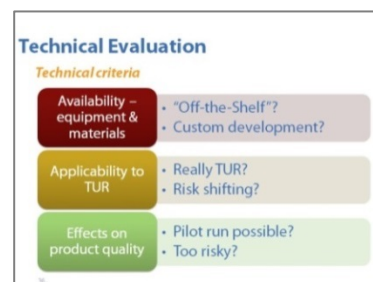 Technical Evaluation
Technical criteria
Availability –
equipment &
materials
• "Off-the-Shelf"?
• Custom development?
Applicability to
TUR
• Really TUR?
• Risk shifting?
Effects on
product quality
• Pilot run possible?
• Too risky?